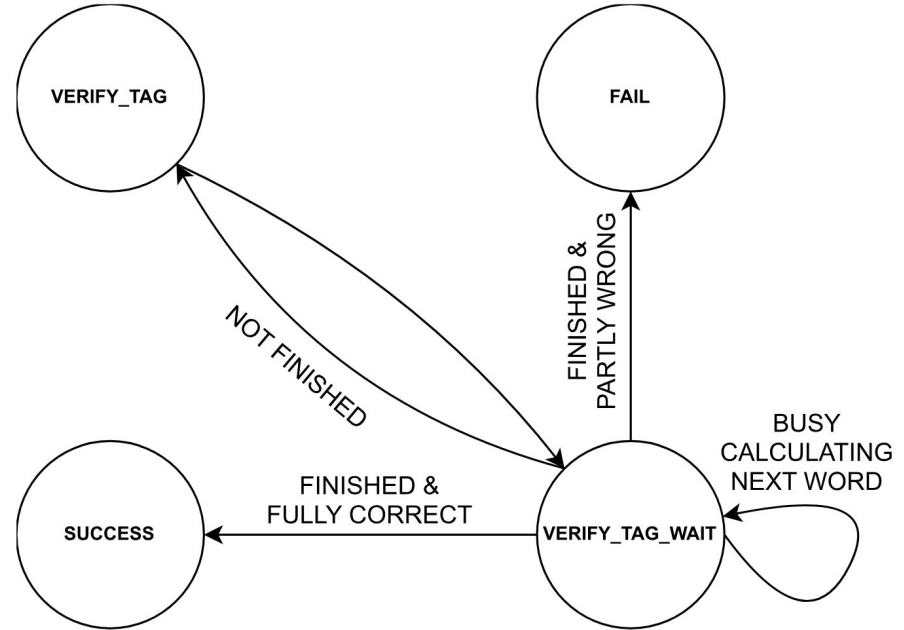 VERIFY_TAG
FAIL
FINISHED &
PARTLY WRONG
NOT FINISHED
BUSY
CALCULATING
NEXT WORD
FINISHED &
FULLY CORRECT
SUCCESS
VERIFY_TAG_WAIT